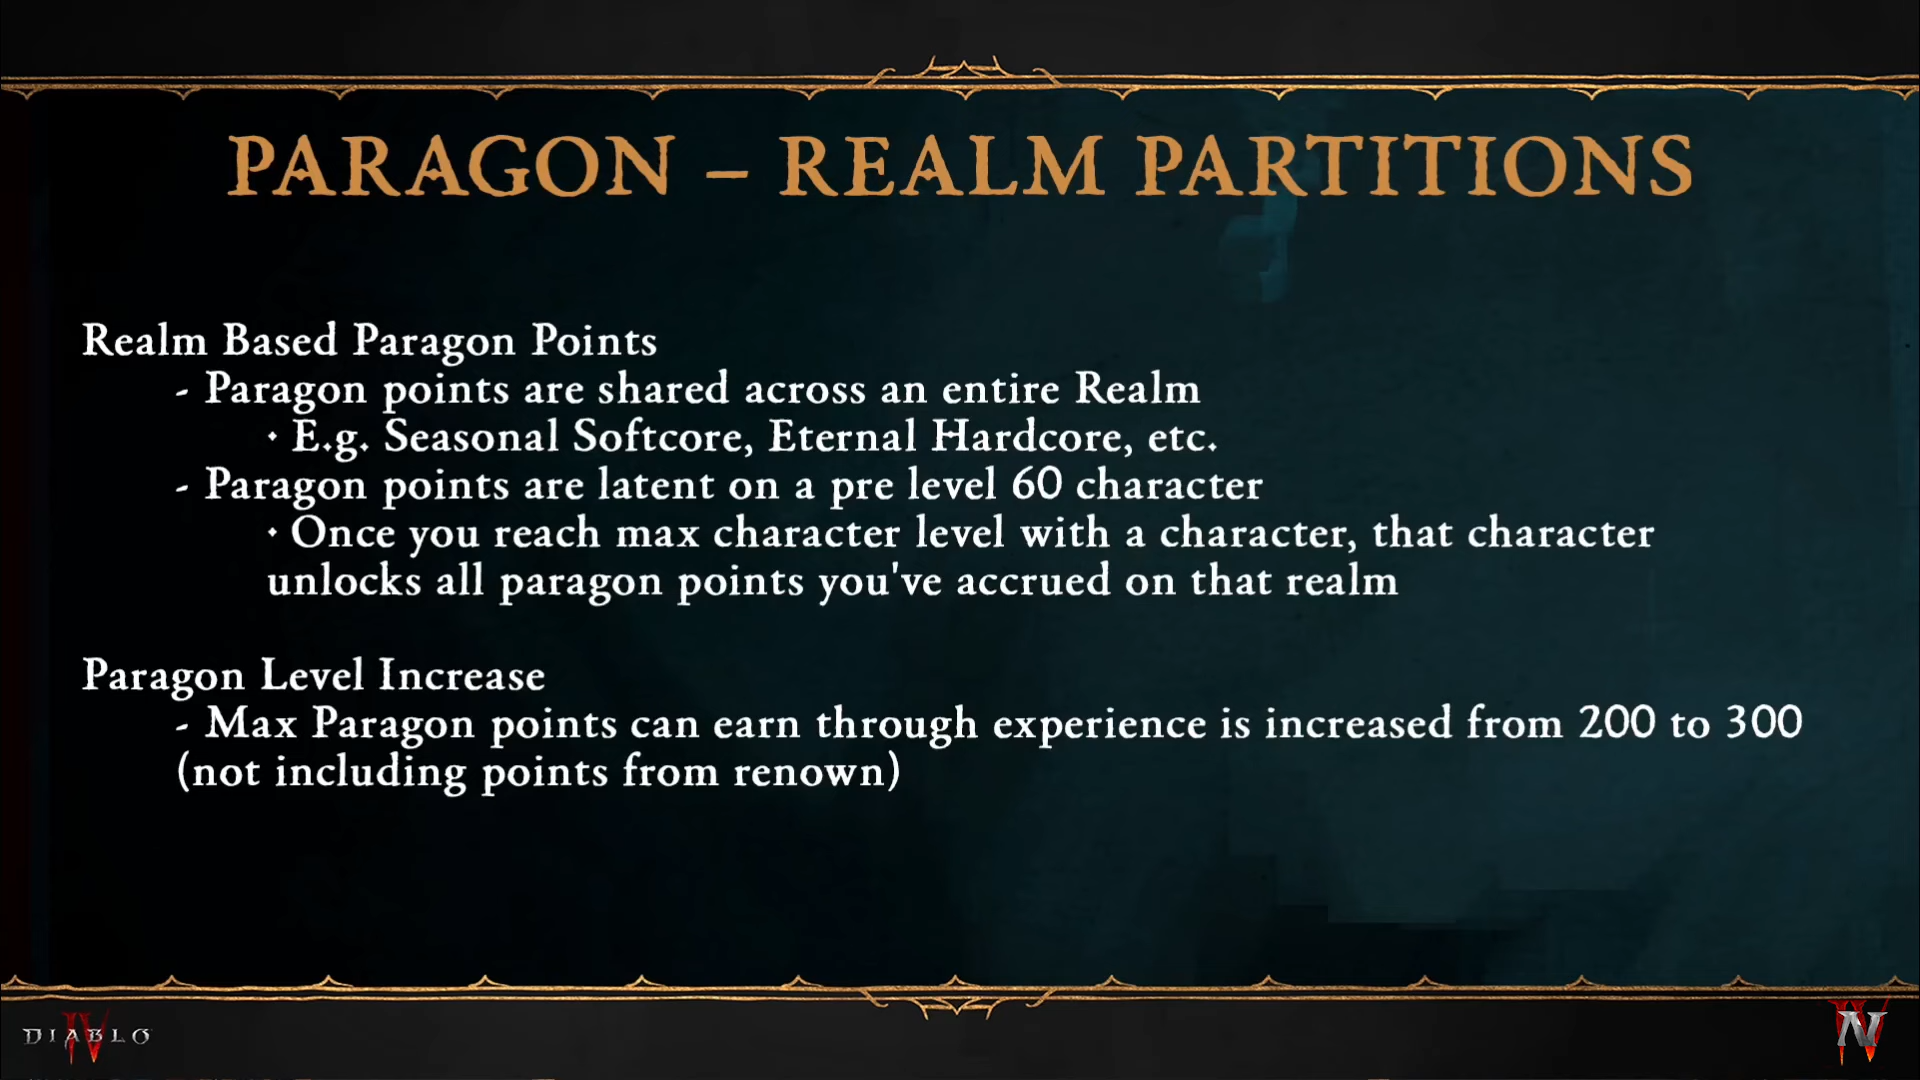 PARAGON – REALM PARTITIONS
Realm Based Paragon Points
- Paragon points are shared across an entire Realm
• E.g. Seasonal Softcore, Eternal Hardcore, etc.
- Paragon points are latent on a pre level 60 character
• Once you reach max character level with a character, that character
unlocks all paragon points you've accrued on that realm
Paragon Level Increase
- Max Paragon points can earn through experience is increased from 200 to 300
(not including points from renown)
DIABLO
IV
N